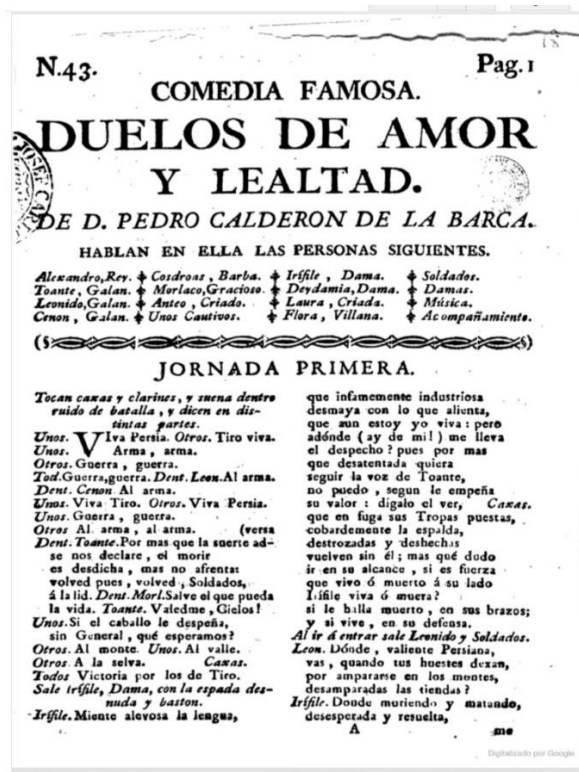 18
N.43.
Pag.1
COMEDIA FAMOSA.
DUELOS DE AMOR
Y LEALTAD.
DE D. PEDRO CALDERON DE LA BARCA.
HABLAN EN ELLA LAS PERSONAS SIGUIENTES.
Alexandro,Rey. Cosdroas, Barba. Irífile, Dama. Soldados.
Toante, Galan. Morlaco,Gracioso. Deydamia,Dama. Damas.
Leonido,Galan. Anteo, Criado. Laura, Criada. Música.
Cenon, Galan. Unos Cautivos. Flora, Villana. Acompañamiento.
JORNADA PRIMERA.
Tocan caxas y clarines, y suena dentro
ruido de batalla, y dicen en dis-
tintas partes.
Unos. VIva Persia. Otros. Tiro viva.
Unos. Arma, arma.
Otros. Guerra, guerra.
Tod.Guerra,guerra. Dent. Leon.Al arma.
Dent. Cenon. Al arma.
Unos. Viva Tiro. Otros. Viva Persia.
Unos. Guerra, guerra.
Otros Al. arma, al arma. (versa
Dent. Toante.Por mas que la suerte ad-
se nos declare, el morir
es desdicha, mas no afrenta:
volved pues, volved, Soldados,
á la lid. Dent.Morl.Salve el que pueda
la vida. Toante. Valedme, Cielos!
Unos.Si el caballo le despeña,
sin General, qué esperamos?
Otros. Al monte. Unos. Al valle.
Otros. A la selva. Caxas.
Todos Victoria por los de Tiro.
Sale Irífile, Dama, con la espada des-
nuda y baston.
Irífile. Miente alevosa la lengua,
que infamemente industriosa
desmaya con lo que alienta,
que aun estoy yo viva: pero
adónde (ay de mi!) me lleva
el despecho? pues por mas
que desatentada quiera
seguir la voz de Toante,
no puedo, segun le empeña
su valor: digalo el ver, Caxas.
que en fuga sus Tropas puestas,
cobardemente la espalda,
destrozadas y deshechas
vuelven sin él; mas qué dudo
ir en su alcance, si es fuerza
que vivo ó muerto á su lado
Irífile viva ó muera?
si le halla muerto, en sus brazos;
y si vive, en su defensa.
Al ir á entrar sale Leonido y Soldados.
Leon. Dónde, valiente Persiana,
vas, quando tus huestes dexan,
por ampararse en los montes,
desamparadas las tiendas?
Irífile. Donde muriendo y matando,
desesperada y resuelta,
A
me
Digitalizado por Google